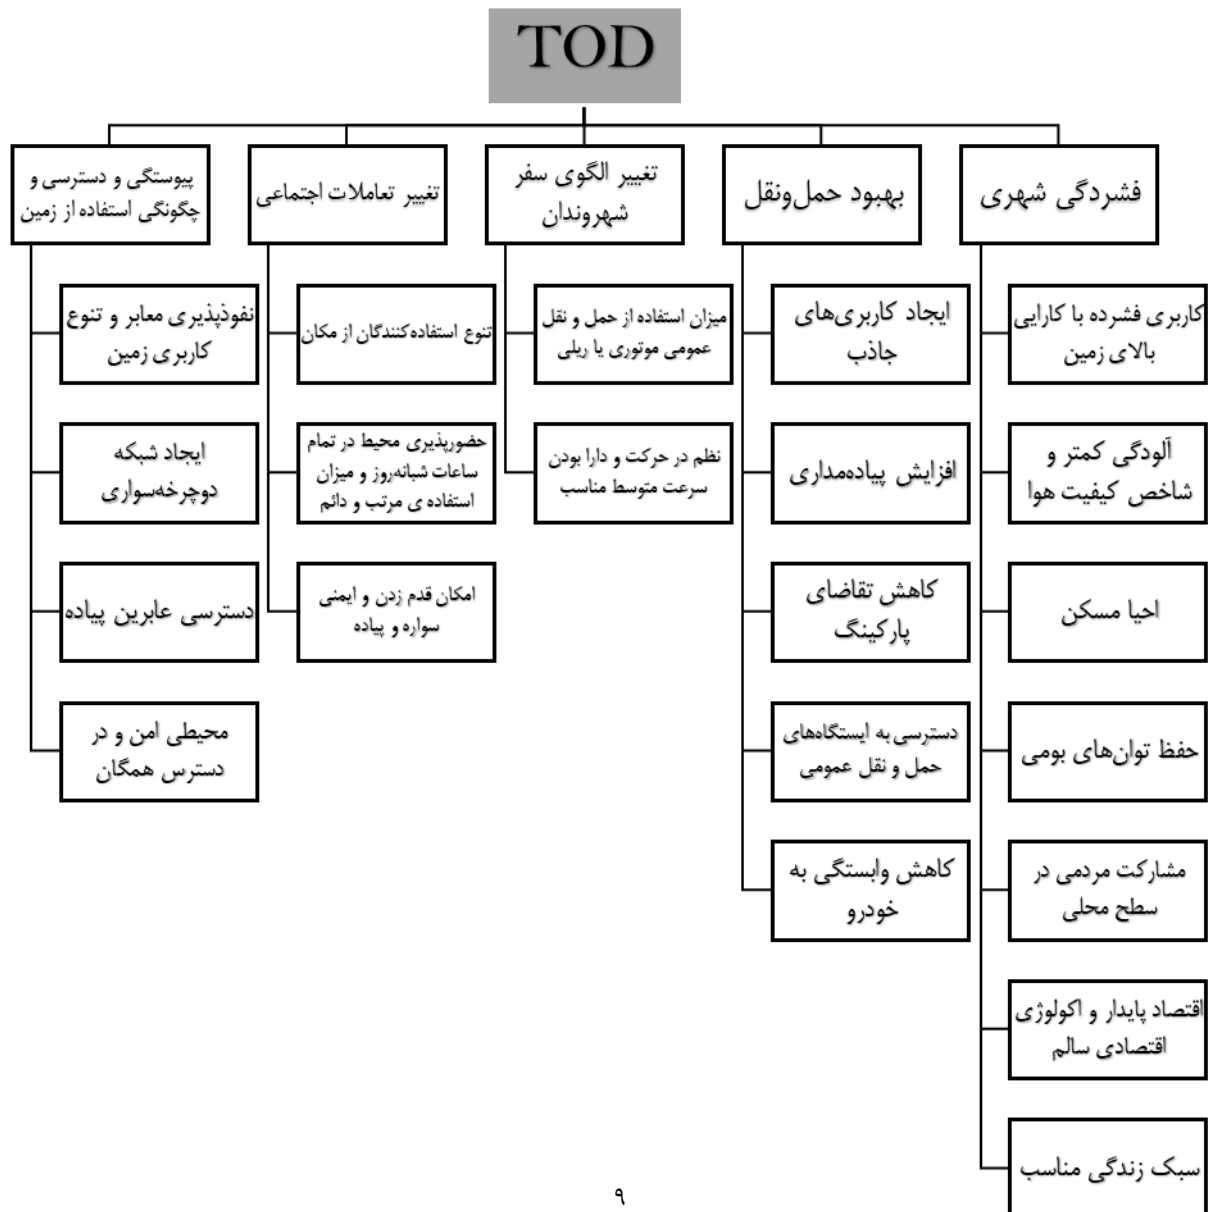 TOD
فشردگی شهری
کاربری فشرده با کارایی
بالای زمین
آلودگی کمتر و
شاخص کیفیت هوا
احیا مسکن
حفظ توان‌های بومی
مشارکت مردمی در
سطح محلی
اقتصاد پایدار و اکولوژی
اقتصادی سالم
سبک زندگی مناسب
بهبود حمل‌ونقل
ایجاد کاربری‌های
جاذب
افزایش پیاده‌مداری
کاهش تقاضای
پارکینگ
دسترسی به ایستگاه‌های
حمل و نقل عمومی
کاهش وابستگی به
خودرو
تغییر الگوی سفر
شهروندان
میزان استفاده از حمل و نقل
عمومی موتوری یا ریلی
نظم در حرکت و دارا بودن
سرعت متوسط مناسب
تغییر تعاملات اجتماعی
تنوع استفاده‌کنندگان از مکان
حضورپذیری محیط در تمام
ساعات شبانه‌روز و میزان
استفاده ی مرتب و دائم
امکان قدم زدن و ایمنی
سواره و پیاده
پیوستگی و دسترسی و
چگونگی استفاده از زمین
نفوذپذیری معابر و تنوع
کاربری زمین
ایجاد شبکه
دوچرخه‌سواری
دسترسی عابرین پیاده
محیطی امن و در
دسترس همگان
۹